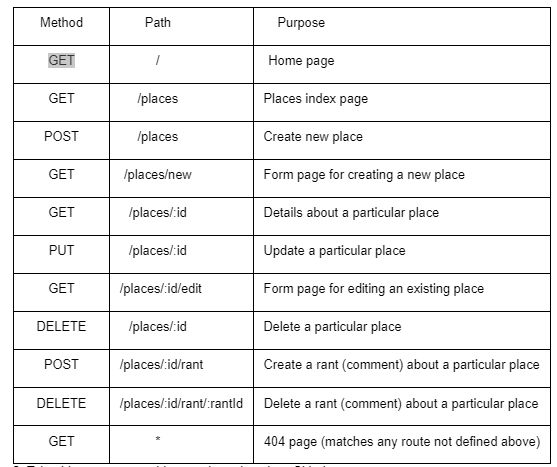 Method Path Purpose
GET / Home page
GET /places Places index page
POST /places Create new place
GET /places/new Form page for creating a new place
GET /places/:id Details about a particular place
PUT /places/:id Update a particular place
GET /places/:id/edit Form page for editing an existing place
DELETE /places/:id Delete a particular place
POST /places/:id/rant Create a rant (comment) about a particular place
DELETE /places/:id/rant/:rantId Delete a rant (comment) about a particular place
GET * 404 page (matches any route not defined above)